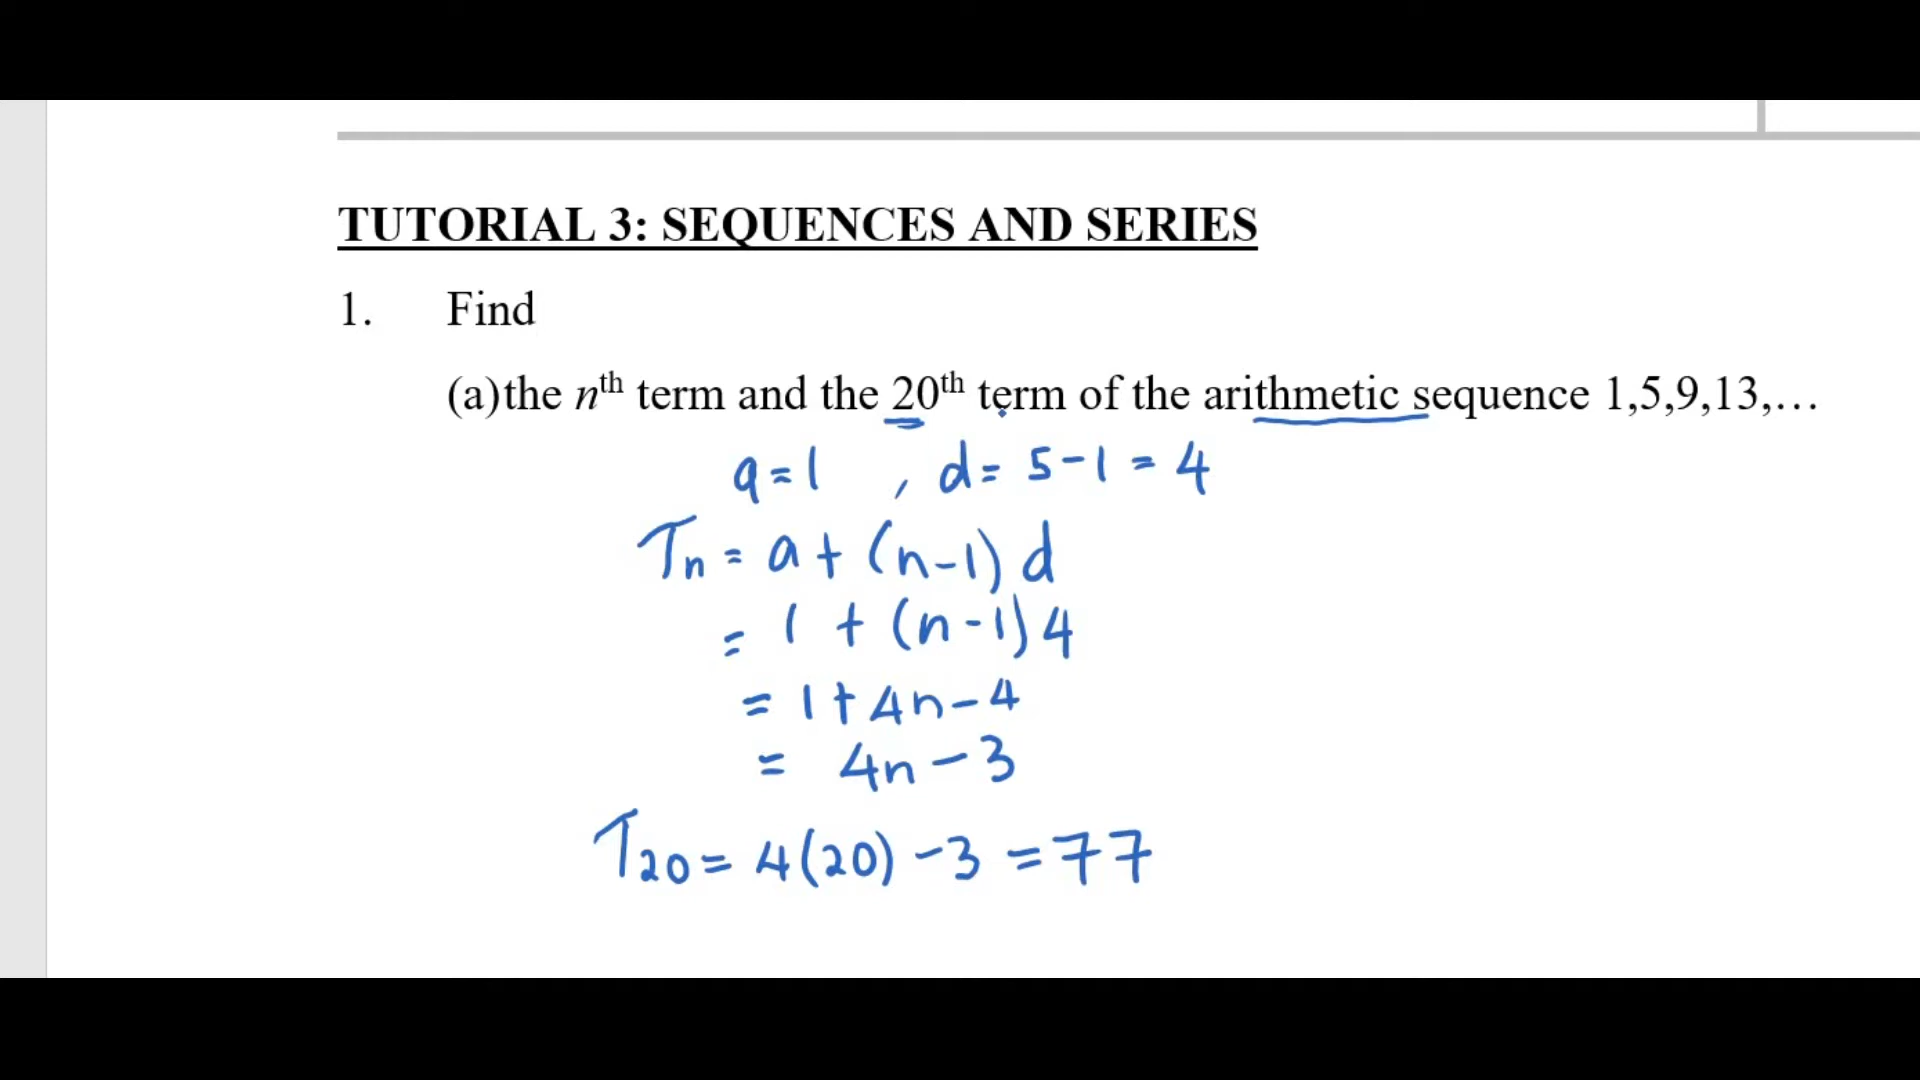 TUTORIAL 3: SEQUENCES AND SERIES
1. Find
(a) the nth term and the 20th term of the arithmetic sequence 1,5,9,13,…
a = 1 , d = 5 - 1 = 4
Tn = a + (n-1) d
= 1 + (n-1) 4
= 1 + 4n - 4
= 4n - 3
T20 = 4(20) - 3 = 77